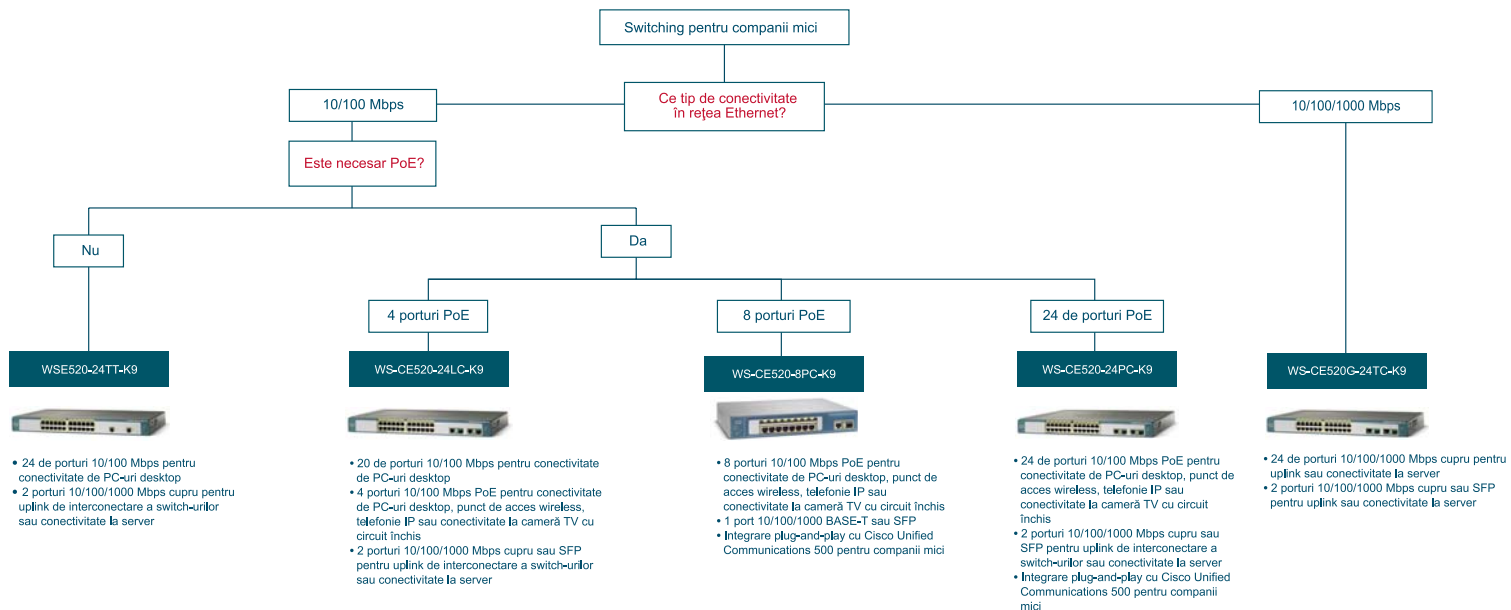 Switching pentru companii mici
Ce tip de conectivitate
în rețea Ethernet?
10/100 Mbps
10/100/1000 Mbps
Este necesar PoE?
Nu
Da
4 porturi PoE
8 porturi PoE
24 de porturi PoE
WSE520-24TT-K9
WS-CE520-24LC-K9
WS-CE520-8PC-K9
WS-CE520-24PC-K9
WS-CE520G-24TC-K9
• 24 de porturi 10/100 Mbps pentru
conectivitate de PC-uri desktop
• 2 porturi 10/100/1000 Mbps cupru pentru
uplink de interconectare a switch-urilor
sau conectivitate la server
• 20 de porturi 10/100 Mbps pentru conectivitate
de PC-uri desktop
• 4 porturi 10/100 Mbps PoE pentru conectivitate
de PC-uri desktop, punct de acces wireless,
telefonie IP sau conectivitate la cameră TV cu
circuit închis
• 2 porturi 10/100/1000 Mbps cupru sau SFP
pentru uplink de interconectare a switch-urilor
sau conectivitate la server
• 8 porturi 10/100 Mbps PoE pentru
conectivitate de PC-uri desktop, punct de
acces wireless, telefonie IP sau
conectivitate la cameră TV cu circuit închis
• 1 port 10/100/1000 BASE-T sau SFP
• Integrare plug-and-play cu Cisco Unified
Communications 500 pentru companii mici
• 24 de porturi 10/100 Mbps PoE pentru
conectivitate de PC-uri desktop, punct de
acces wireless, telefonie IP sau
conectivitate la cameră TV cu circuit
închis
• 2 porturi 10/100/1000 Mbps cupru sau
SFP pentru uplink de interconectare a
switch-urilor sau conectivitate la server
• Integrare plug-and-play cu Cisco Unified
Communications 500 pentru companii
mici
• 24 de porturi 10/100/1000 Mbps cupru pentru
uplink sau conectivitate la server
• 2 porturi 10/100/1000 Mbps cupru sau SFP
pentru uplink sau conectivitate la server